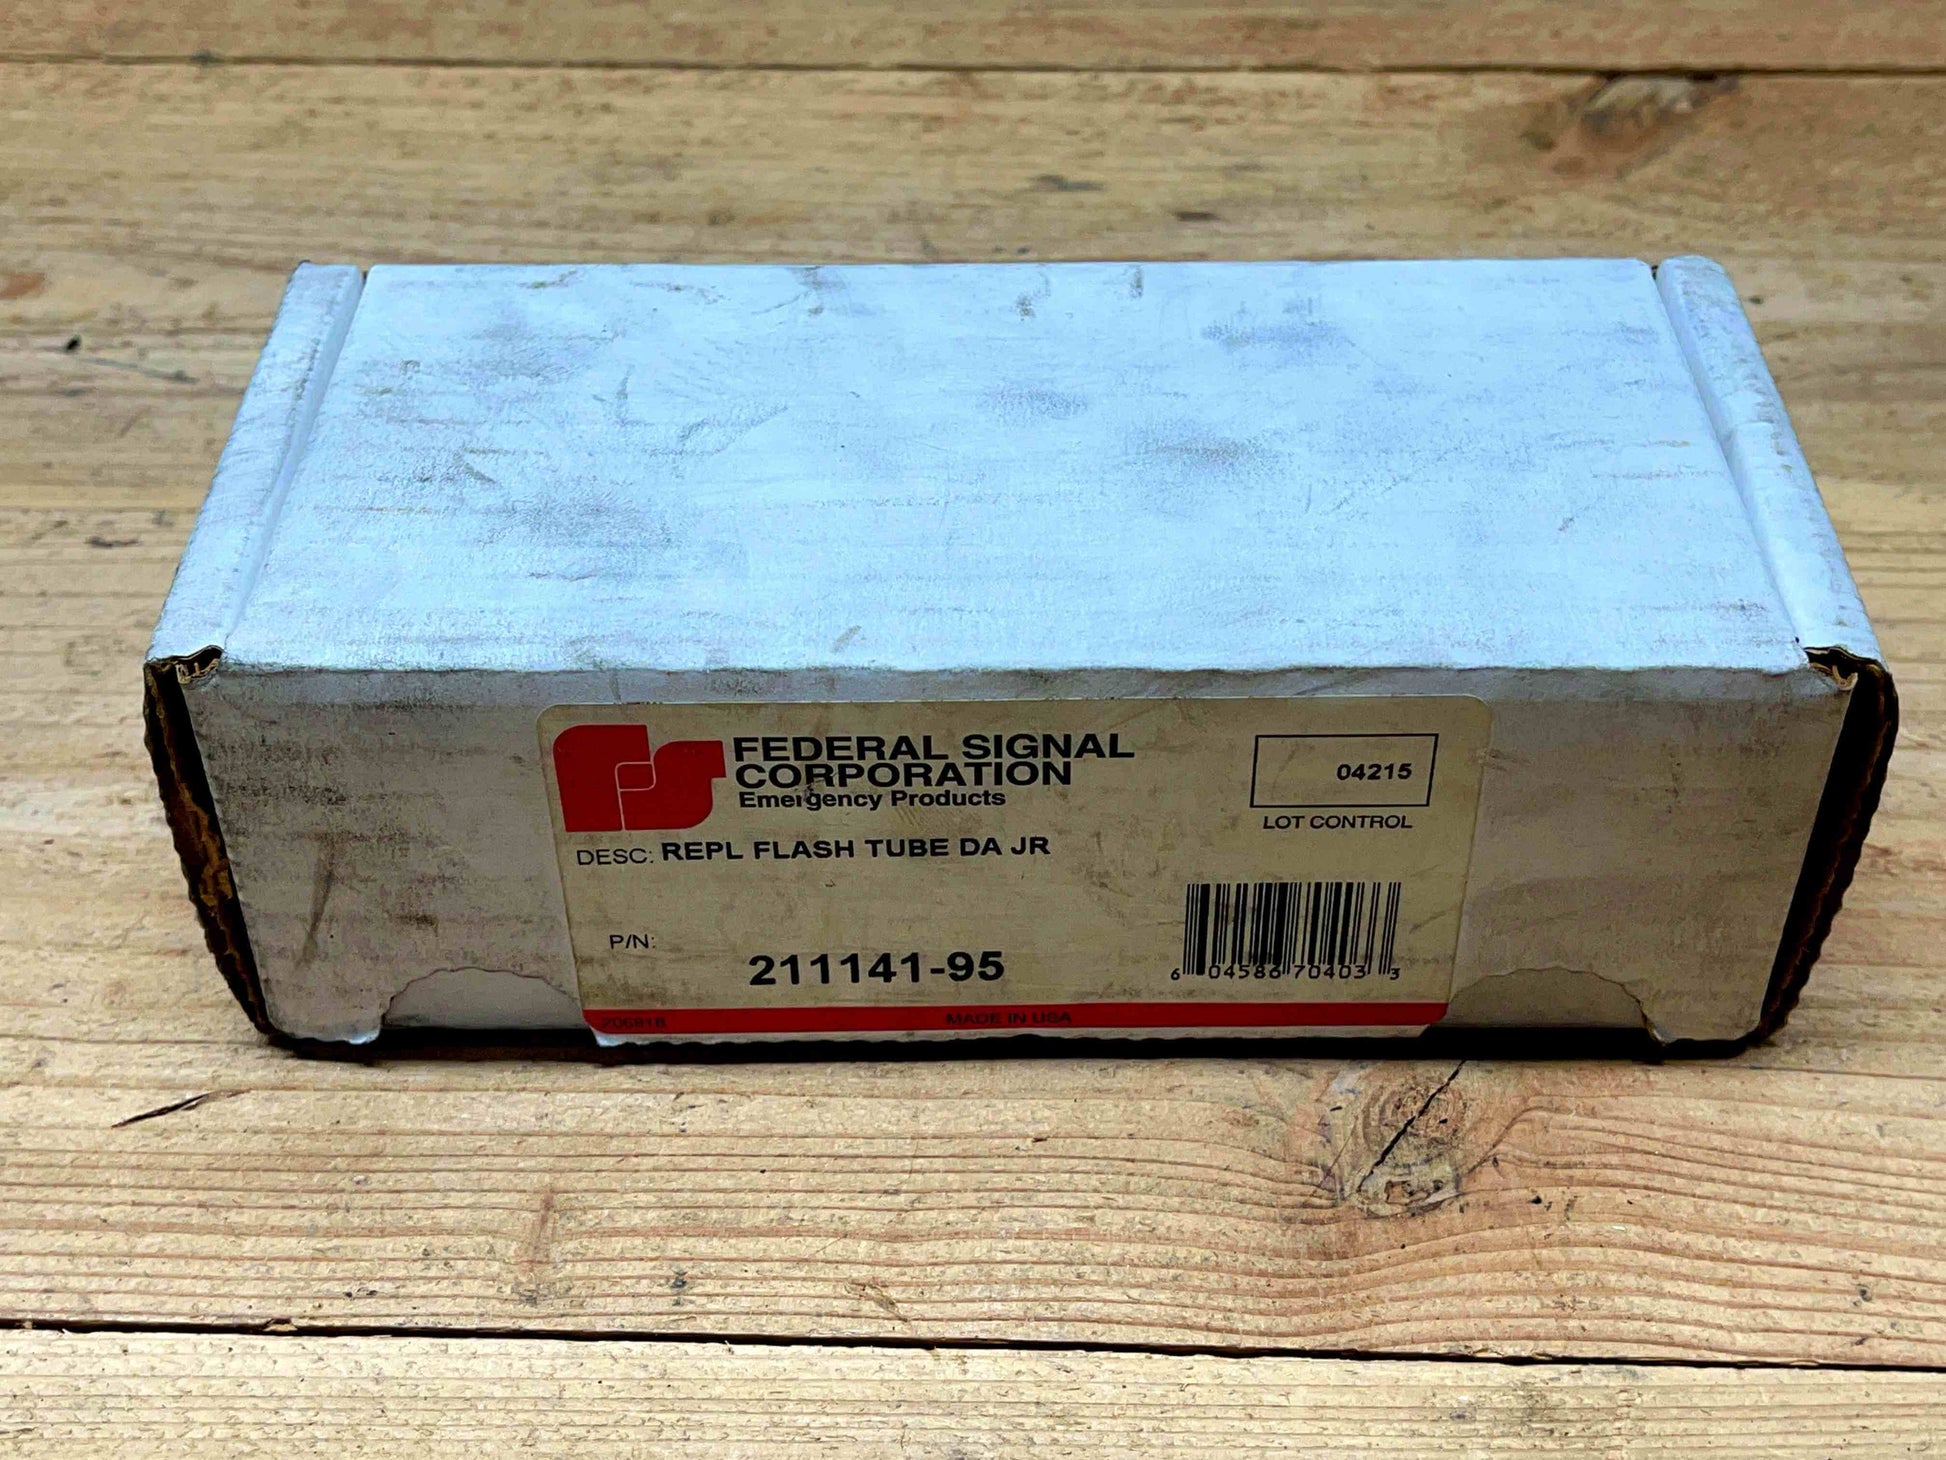 FEDERAL SIGNAL
CORPORATION
Emergency Products
04215
LOT CONTROL
DESC: REPL FLASH TUBE DA JR
P/N:
211141-95
6 04586 70403 3
MADE IN USA